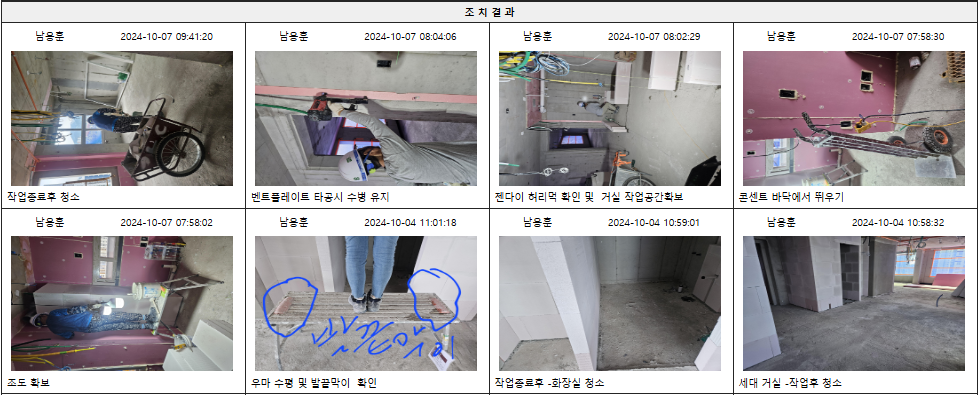 조 치 결 과
남용훈 2024-10-07 09:41:20
남용훈 2024-10-07 08:04:06
남용훈 2024-10-07 08:02:29
남용훈 2024-10-07 07:58:30
작업종료후 청소
벤트플레이트 타공시 수병 유지
젠다이 허리먹 확인 및 거실 작업공간확보
콘센트 바닥에서 뛰우기
남용훈 2024-10-07 07:58:02
남용훈 2024-10-04 11:01:18
남용훈 2024-10-04 10:59:01
남용훈 2024-10-04 10:58:32
발끝막이
조도 확보
우마 수평 및 발끝막이 확인
작업종료후 -화장실 청소
세대 거실 -작업후 청소